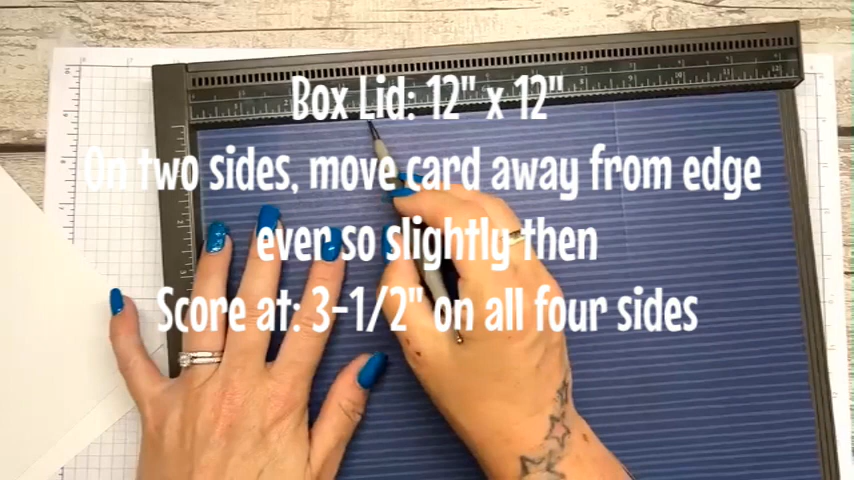 Box Lid: 12" x 12"
On two sides, move card away from edge
ever so slightly then
Score at: 3-1/2" on all four sides